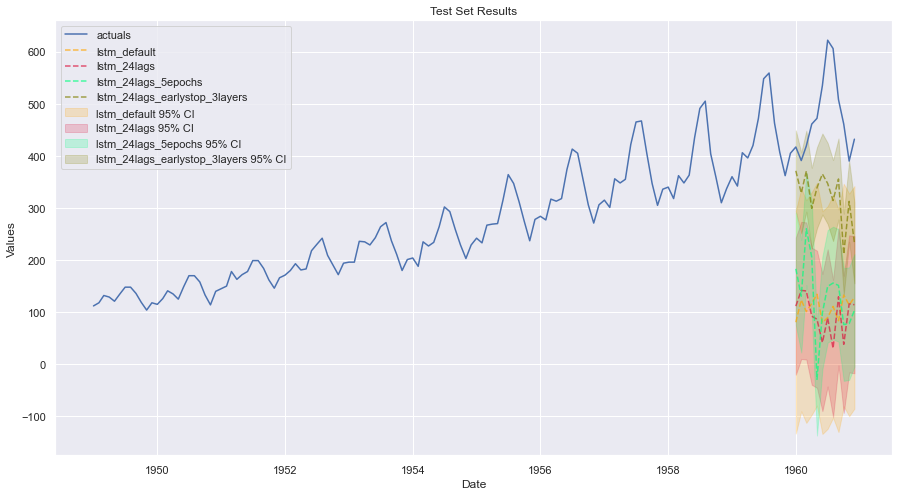 Test Set Results
actuals
lstm_default
lstm_24lags
lstm_24lags_5epochs
lstm_24lags_earlystop_3layers
lstm_default 95% CI
lstm_24lags 95% CI
lstm_24lags_5epochs 95% CI
lstm_24lags_earlystop_3layers 95% CI
600
500
400
300
200
100
0
−100
Values
1950
1952
1954
1956
1958
1960
Date